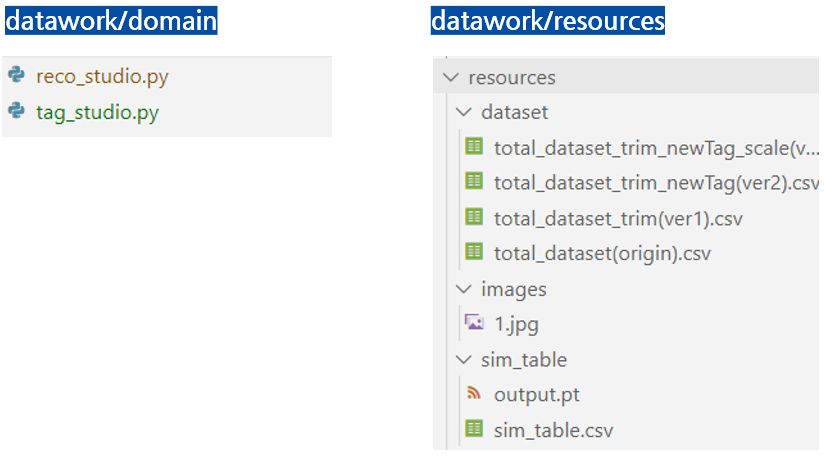 datawork/domain
reco_studio.py
tag_studio.py
datawork/resources
resources
dataset
total_dataset_trim_newTag_scale(v...
total_dataset_trim_newTag(ver2).csv
total_dataset_trim(ver1).csv
total_dataset(origin).csv
images
1.jpg
sim_table
output.pt
sim_table.csv